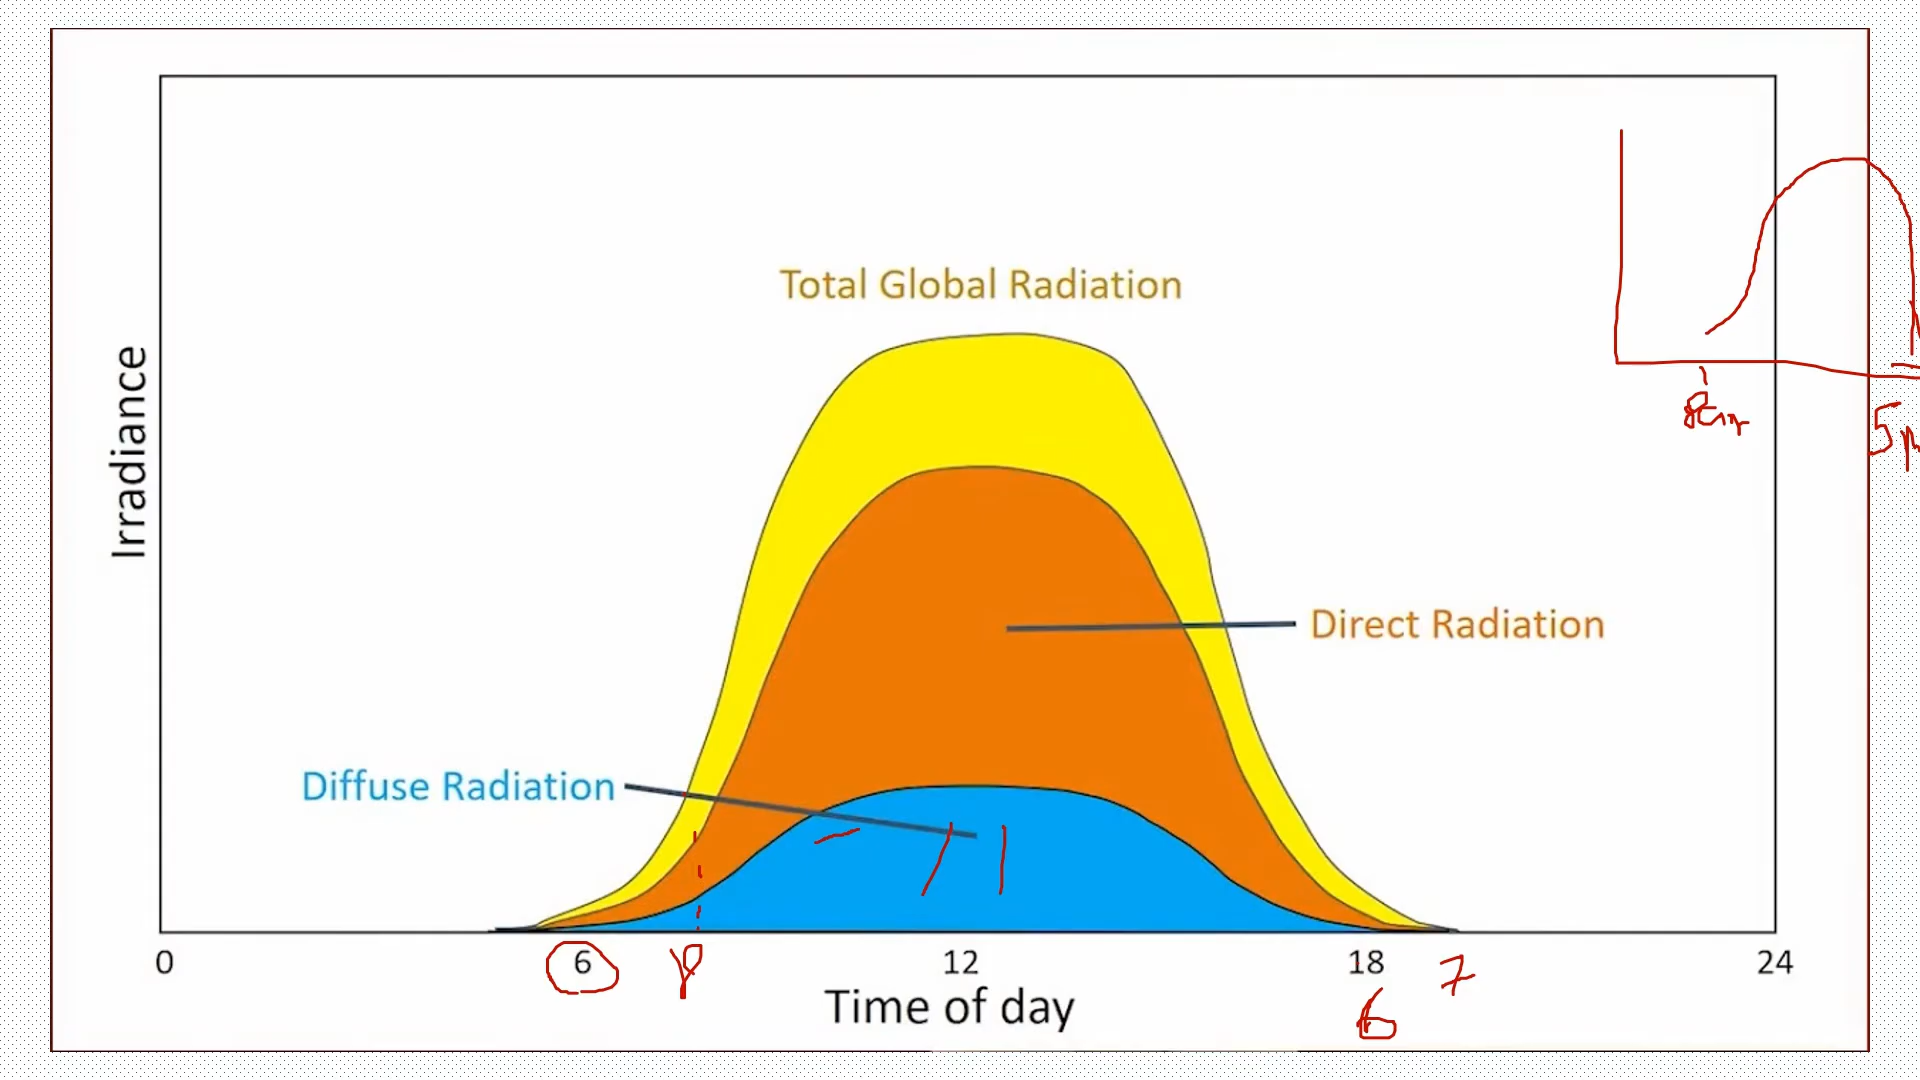 Total Global Radiation
Irradiance
Direct Radiation
Diffuse Radiation
0 6 8 12 18 7 24
Time of day
6